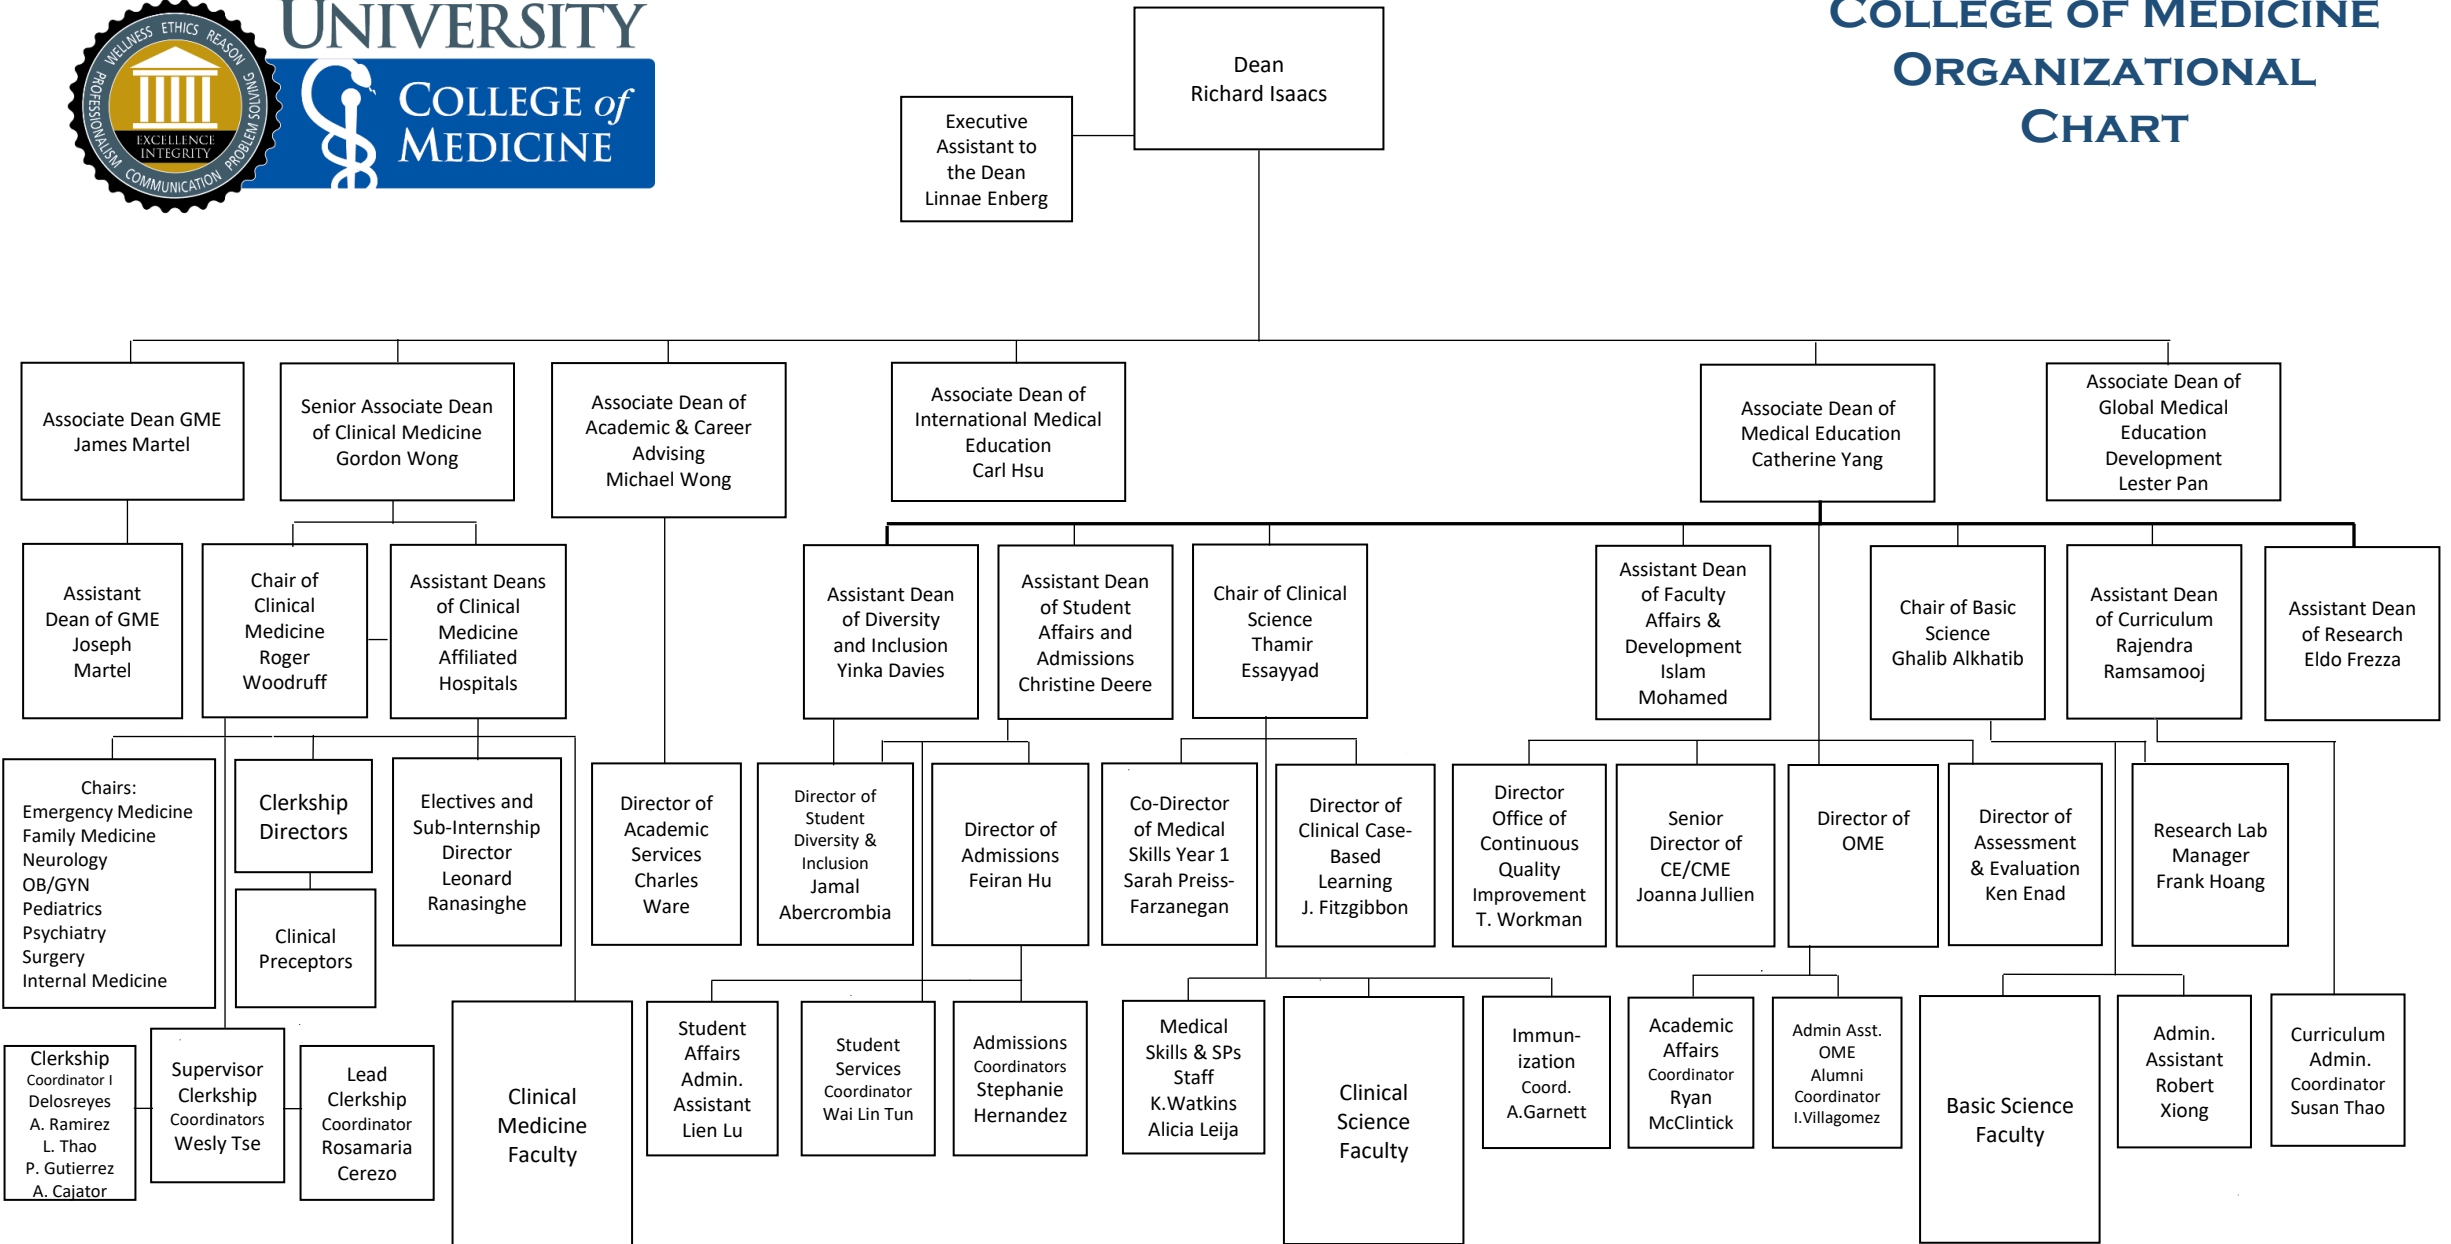 UNIVERSITY
COLLEGE of
MEDICINE
WELLNESS ETHICS REASON
PROBLEM SOLVING
COMMUNICATION
PROFESSIONALISM
EXCELLENCE
INTEGRITY
COLLEGE OF MEDICINE
ORGANIZATIONAL
CHART
Dean
Richard Isaacs
Executive
Assistant to
the Dean
Linnae Enberg
Associate Dean GME
James Martel
Senior Associate Dean
of Clinical Medicine
Gordon Wong
Associate Dean of
Academic & Career
Advising
Michael Wong
Associate Dean of
International Medical
Education
Carl Hsu
Associate Dean of
Medical Education
Catherine Yang
Associate Dean of
Global Medical
Education
Development
Lester Pan
Assistant
Dean of GME
Joseph
Martel
Chair of
Clinical
Medicine
Roger
Woodruff
Assistant Deans
of Clinical
Medicine
Affiliated
Hospitals
Assistant Dean
of Diversity
and Inclusion
Yinka Davies
Assistant Dean
of Student
Affairs and
Admissions
Christine Deere
Chair of Clinical
Science
Thamir
Essayyad
Assistant Dean
of Faculty
Affairs &
Development
Islam
Mohamed
Chair of Basic
Science
Ghalib Alkhatib
Assistant Dean
of Curriculum
Rajendra
Ramsamooj
Assistant Dean
of Research
Eldo Frezza
Chairs:
Emergency Medicine
Family Medicine
Neurology
OB/GYN
Pediatrics
Psychiatry
Surgery
Internal Medicine
Clerkship
Directors
Clinical
Preceptors
Electives and
Sub-Internship
Director
Leonard
Ranasinghe
Director of
Academic
Services
Charles
Ware
Director of
Student
Diversity &
Inclusion
Jamal
Abercrombia
Director of
Admissions
Feiran Hu
Co-Director
of Medical
Skills Year 1
Sarah Preiss-
Farzanegan
Director of
Clinical Case-
Based
Learning
J. Fitzgibbon
Director
Office of
Continuous
Quality
Improvement
T. Workman
Senior
Director of
CE/CME
Joanna Jullien
Director of
OME
Director of
Assessment
& Evaluation
Ken Enad
Research Lab
Manager
Frank Hoang
Clerkship
Coordinator I
Delosreyes
A. Ramirez
L. Thao
P. Gutierrez
A. Cajator
Supervisor
Clerkship
Coordinators
Wesly Tse
Lead
Clerkship
Coordinator
Rosamaria
Cerezo
Clinical
Medicine
Faculty
Student
Affairs
Admin.
Assistant
Lien Lu
Student
Services
Coordinator
Wai Lin Tun
Admissions
Coordinators
Stephanie
Hernandez
Medical
Skills & SPs
Staff
K.Watkins
Alicia Leija
Clinical
Science
Faculty
Immun-
ization
Coord.
A.Garnett
Academic
Affairs
Coordinator
Ryan
McClintick
Admin Asst.
OME
Alumni
Coordinator
I.Villagomez
Basic Science
Faculty
Admin.
Assistant
Robert
Xiong
Curriculum
Admin.
Coordinator
Susan Thao